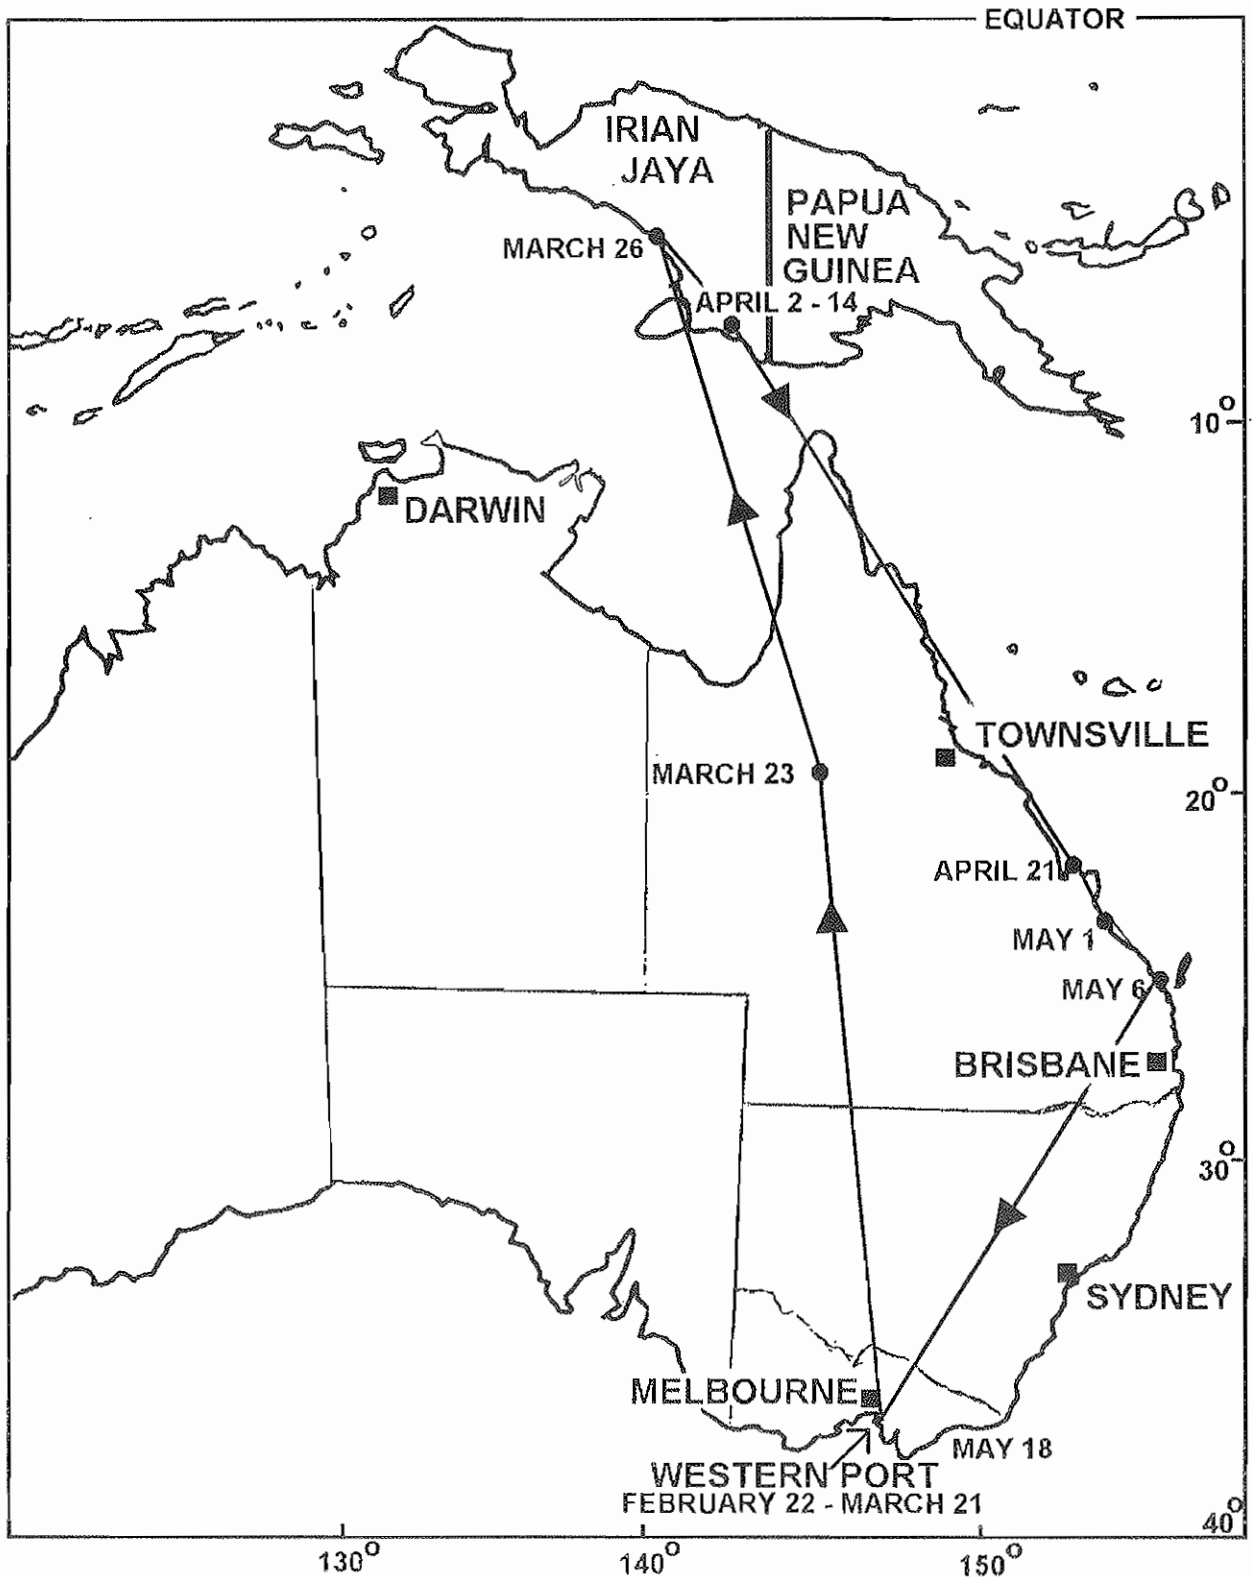 EQUATOR
IRIAN
JAYA
PAPUA
NEW
GUINEA
MARCH 26
APRIL 2 - 14
10°
DARWIN
TOWNSVILLE
MARCH 23
20°
APRIL 21
MAY 1
MAY 6
BRISBANE
30°
SYDNEY
MELBOURNE
MAY 18
WESTERN PORT
FEBRUARY 22 - MARCH 21
40°
130°
140°
150°